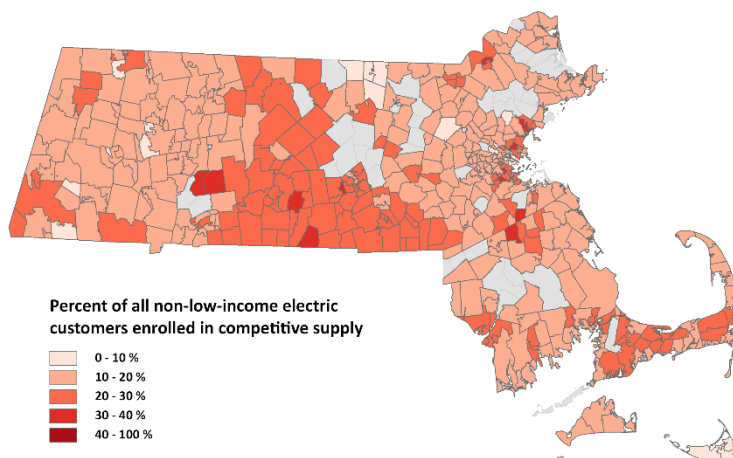 Percent of all non-low-income electric
customers enrolled in competitive supply
0 - 10 %
10 - 20 %
20 - 30 %
30 - 40 %
40 - 100 %